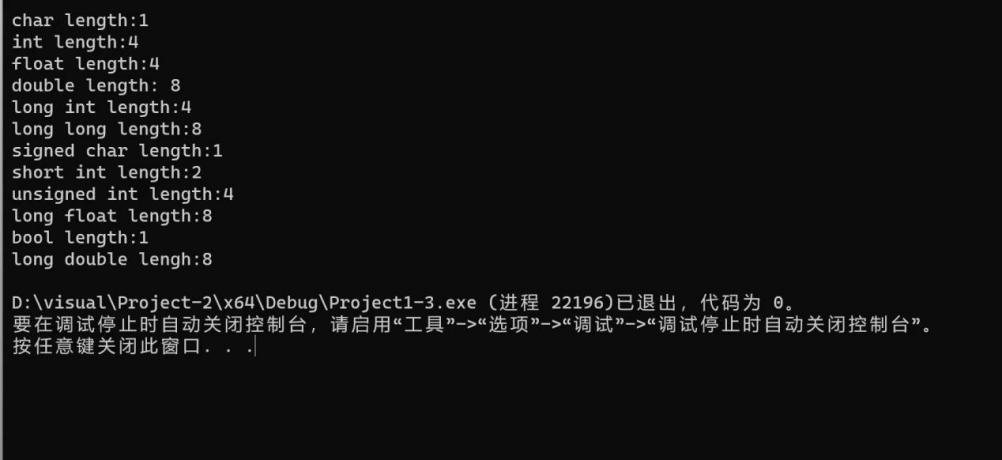 char length:1
int length:4
float length:4
double length: 8
long int length:4
long long length:8
signed char length:1
short int length:2
unsigned int length:4
long float length:8
bool length:1
long double lengh:8
D:\visual\Project-2\x64\Debug\Project1-3.exe (进程 22196)已退出，代码为 0。
要在调试停止时自动关闭控制台，请启用“工具”->“选项”->“调试”->“调试停止时自动关闭控制台”。
按任意键关闭此窗口. . .